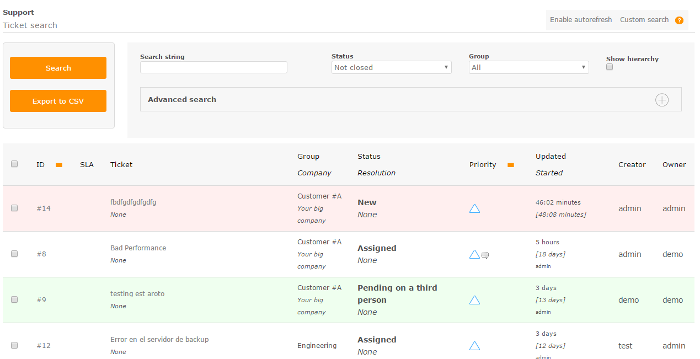 Support
Ticket search
Enable autorefresh Custom search ?
Search
Export to CSV
Search string
Status
Not closed
Group
All
Show hierarchy
Advanced search
ID SLA Ticket Group Status Priority Updated Creator Owner
Company Resolution Started
#14 fbdfgdfgdfgdfg None Customer #A Your big company New None 46:02 minutes [48:08 minutes] admin admin
#8 Bad Performance None Customer #A Your big company Assigned None 5 hours [18 days] admin admin demo
#9 testing est aroto None Customer #A Your big company Pending on a third person None 3 days [13 days] admin demo demo
#12 Error en el servidor de backup None Engineering Assigned None 3 days [12 days] admin test admin